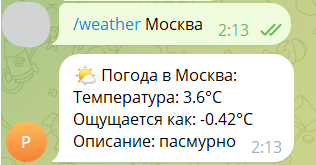 /weather Москва
2:13
🌤 Погода в Москва:
Температура: 3.6°C
Ощущается как: -0.42°C
Описание: пасмурно
2:13
P